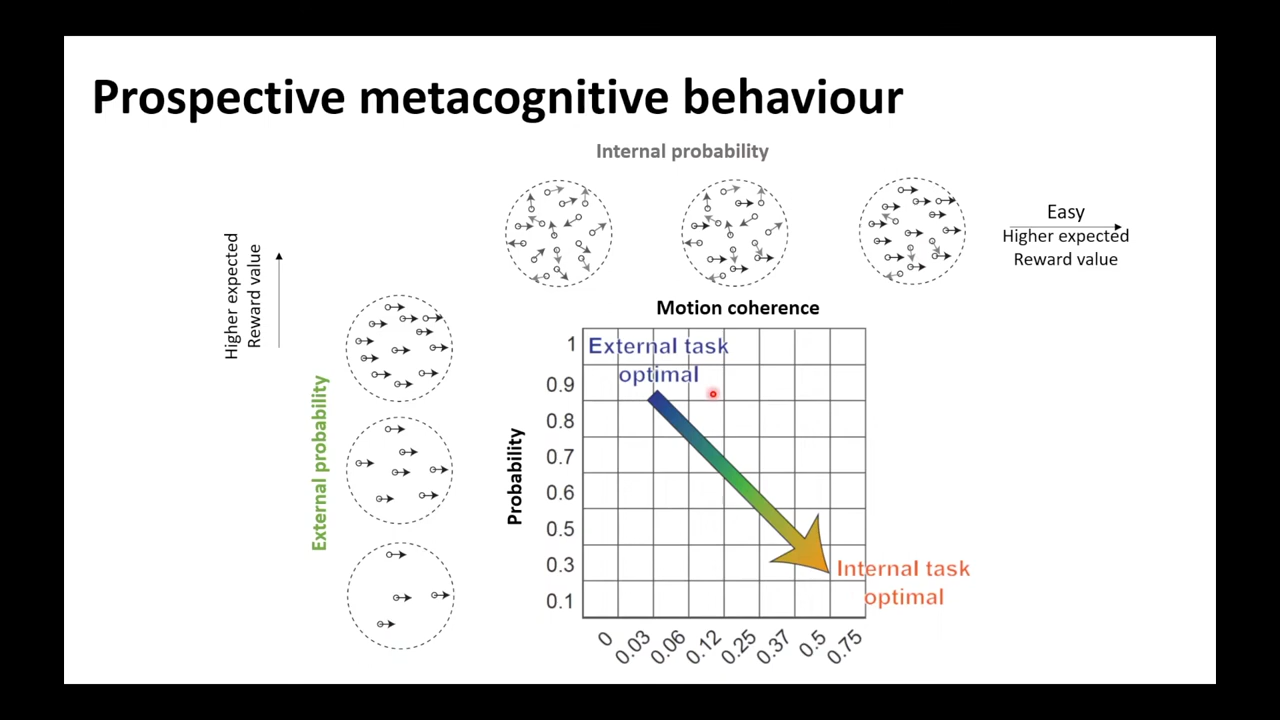 Prospective metacognitive behaviour
Internal probability
Easy
Higher expected
Reward value
Higher expected
Reward value
External probability
Motion coherence
Probability
1
0.9
0.8
0.7
0.6
0.5
0.3
0.1
External task
optimal
Internal task
optimal
0
0.03
0.06
0.12
0.25
0.37
0.5
0.75